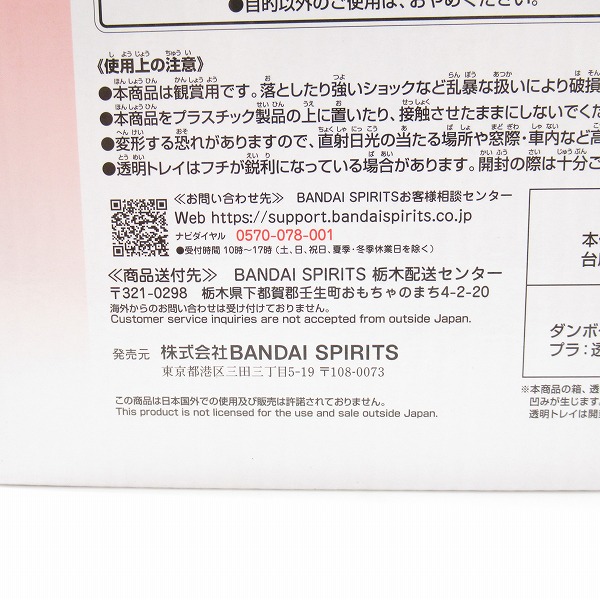 ●目的以外のご使用は、おやめください。
《使用上の注意》
●本商品は観賞用です。落としたり強いショックなど乱暴な扱いにより破損
●本商品をプラスチック製品の上に置いたり、接触させたままにしないでくだ
●変形する恐れがありますので、直射日光の当たる場所や窓際・車内など高
●透明トレイはフチが鋭利になっている場合があります。開封の際は十分ご
≪お問い合わせ先≫ BANDAI SPIRITSお客様相談センター
Web https://support.bandaispirits.co.jp
ナビダイヤル 0570-078-001
●受付時間 10時〜17時 (土、日、祝日、夏季・冬季休業日を除く)
≪商品送付先≫ BANDAI SPIRITS 栃木配送センター
〒321-0298 栃木県下都賀郡壬生町おもちゃのまち4-2-20
海外からのお問い合わせは受け付けておりません。
Customer service inquiries are not accepted from outside Japan.
発売元 株式会社BANDAI SPIRITS
東京都港区三田三丁目5-19 〒108-0073
この商品は日本国外での使用及び販売は許諾されておりません。
This product is not licensed for the use and sale outside Japan.
本
台
ダンボ
プラ:透
※本商品の箱、透
凹みが生じます
透明トレイは開